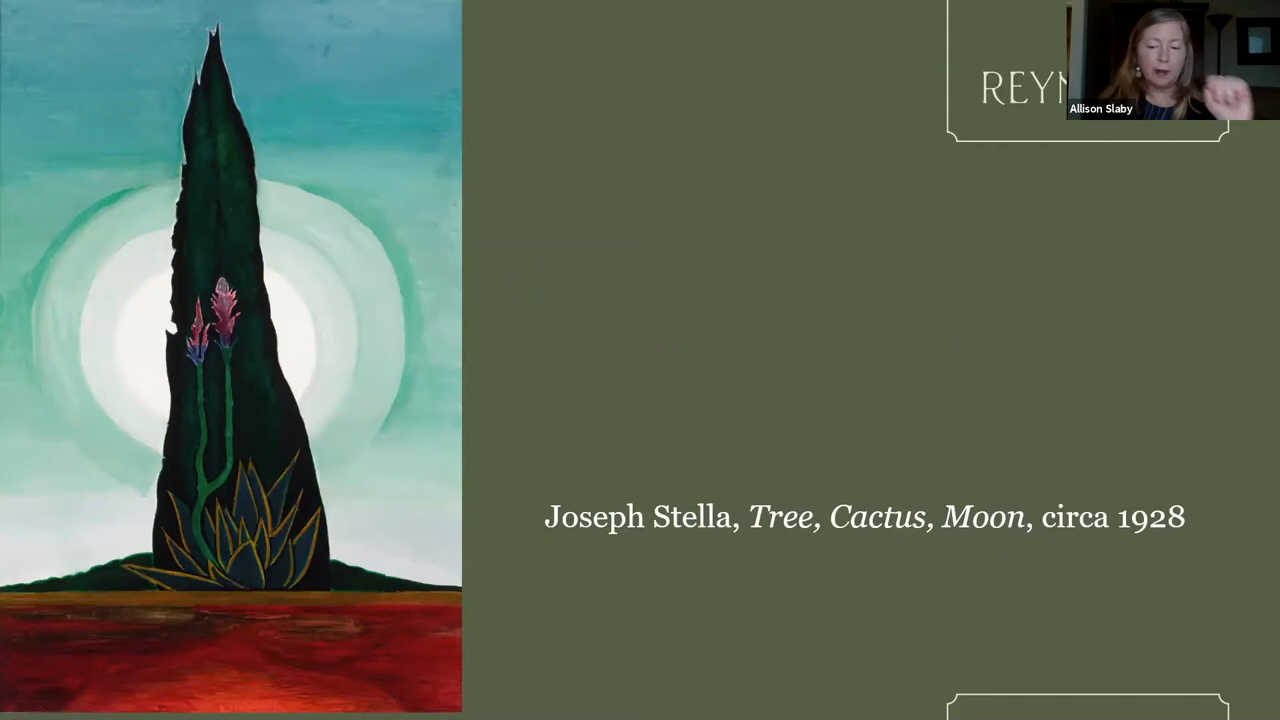 REYN
Allison Slaby
Joseph Stella, Tree, Cactus, Moon, circa 1928